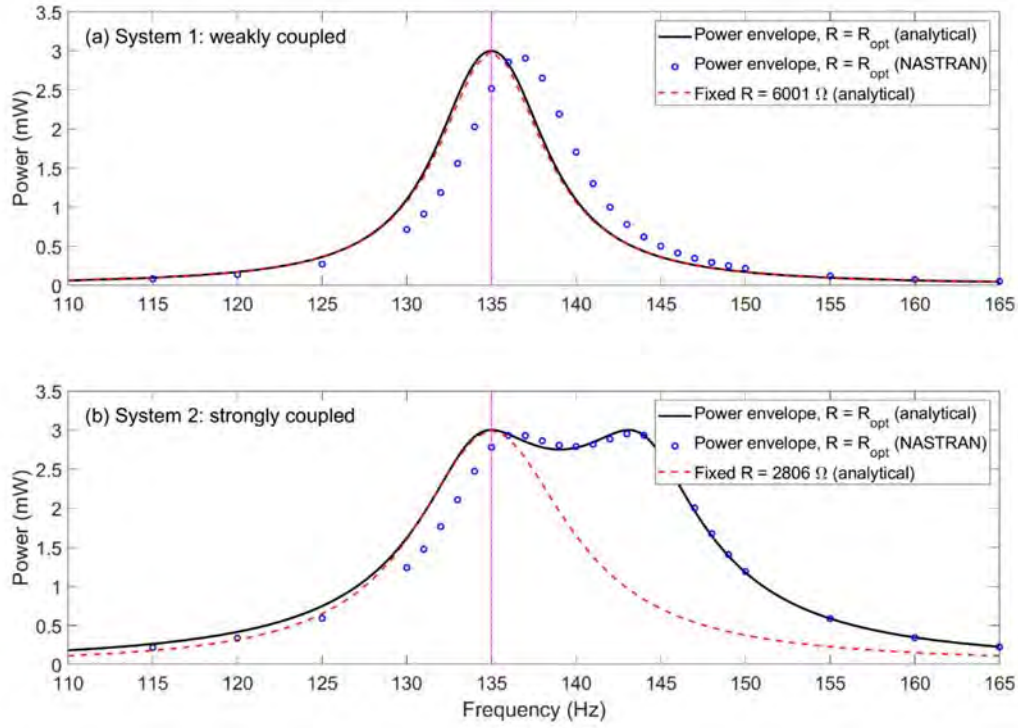 (a) System 1: weakly coupled
Power envelope, R = R_opt (analytical)
Power envelope, R = R_opt (NASTRAN)
Fixed R = 6001 Ω (analytical)
Power (mW)
3.5
3
2.5
2
1.5
1
0.5
0
110 115 120 125 130 135 140 145 150 155 160 165
(b) System 2: strongly coupled
Power envelope, R = R_opt (analytical)
Power envelope, R = R_opt (NASTRAN)
Fixed R = 2806 Ω (analytical)
Power (mW)
3.5
3
2.5
2
1.5
1
0.5
0
110 115 120 125 130 135 140 145 150 155 160 165
Frequency (Hz)